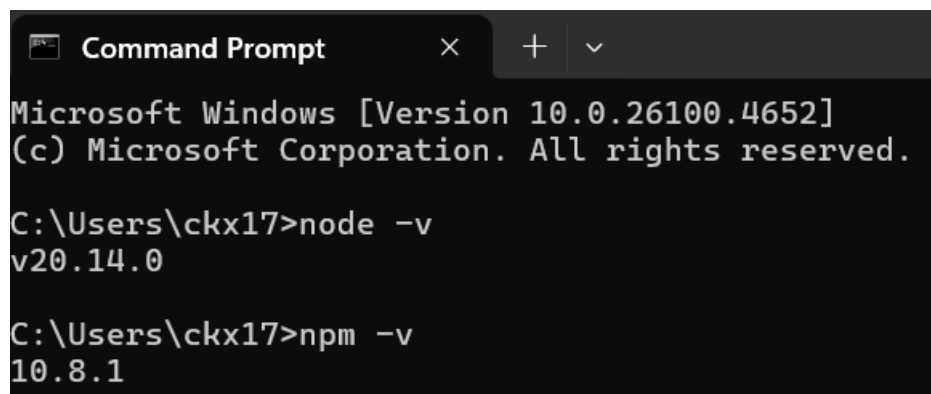 Command Prompt
Microsoft Windows [Version 10.0.26100.4652]
(c) Microsoft Corporation. All rights reserved.
C:\Users\ckx17>node -v
v20.14.0
C:\Users\ckx17>npm -v
10.8.1